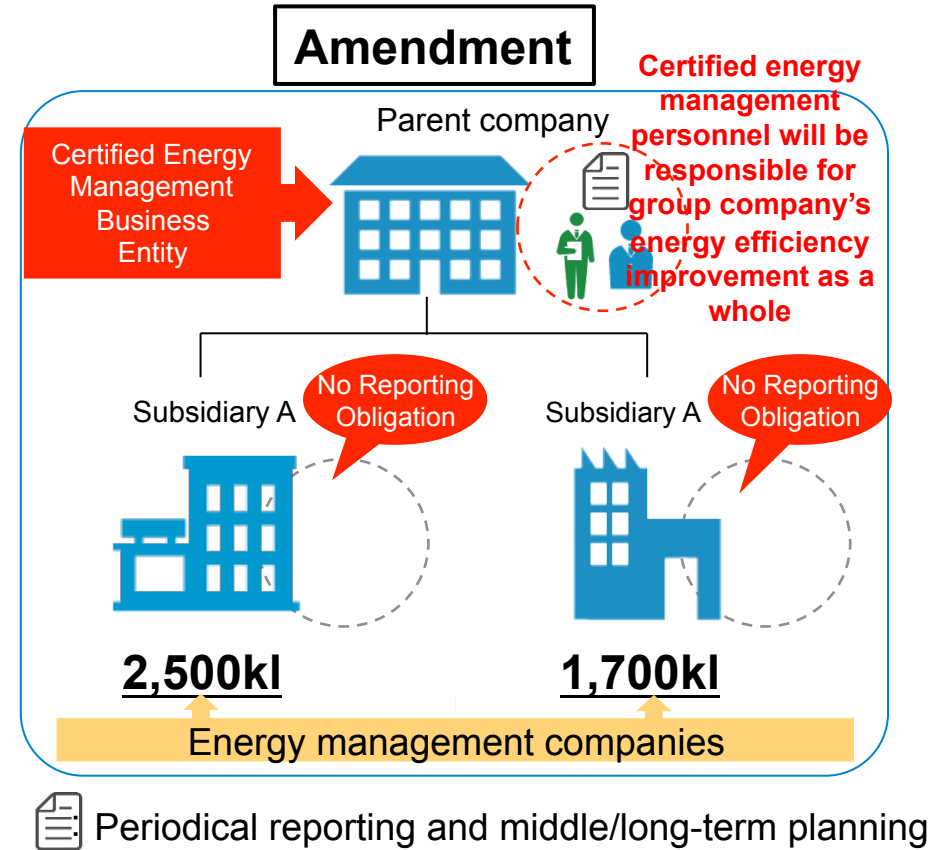 Amendment
Certified energy
management
personnel will be
responsible for
group company's
energy efficiency
improvement as a
whole
Parent company
Certified Energy
Management
Business
Entity
No Reporting
Obligation
Subsidiary A
No Reporting
Obligation
Subsidiary A
2,500kl
1,700kl
Energy management companies
: Periodical reporting and middle/long-term planning